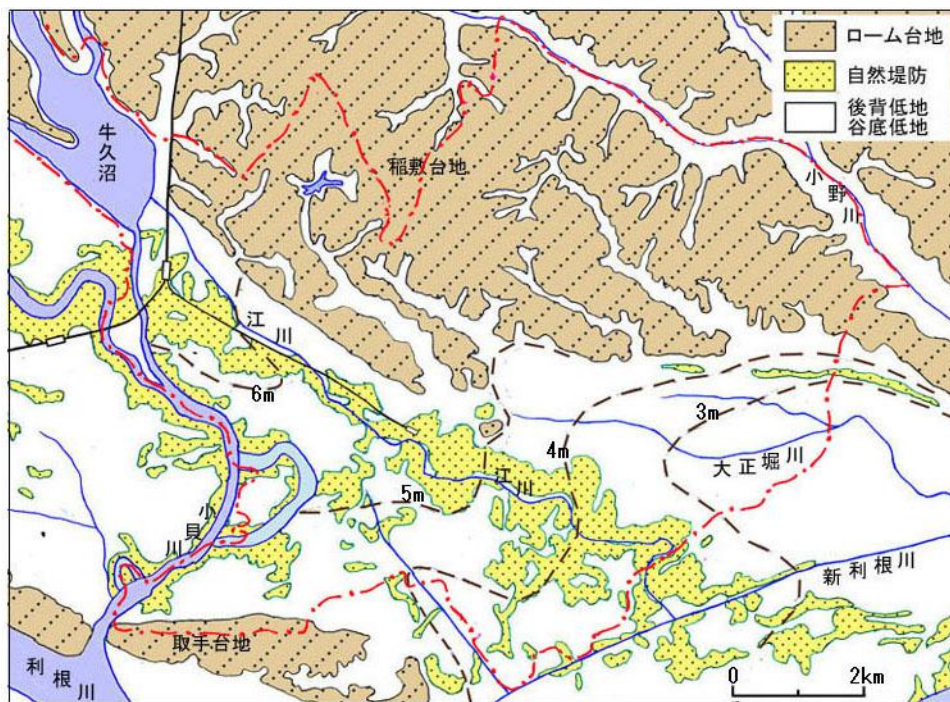 ローム台地
自然堤防
後背低地
谷底低地
牛久沼
稲敷台地
小野川
江川
6m
3m
4m
大正堀川
江川
5m
小貝川
新利根川
取手台地
利根川
0 2km